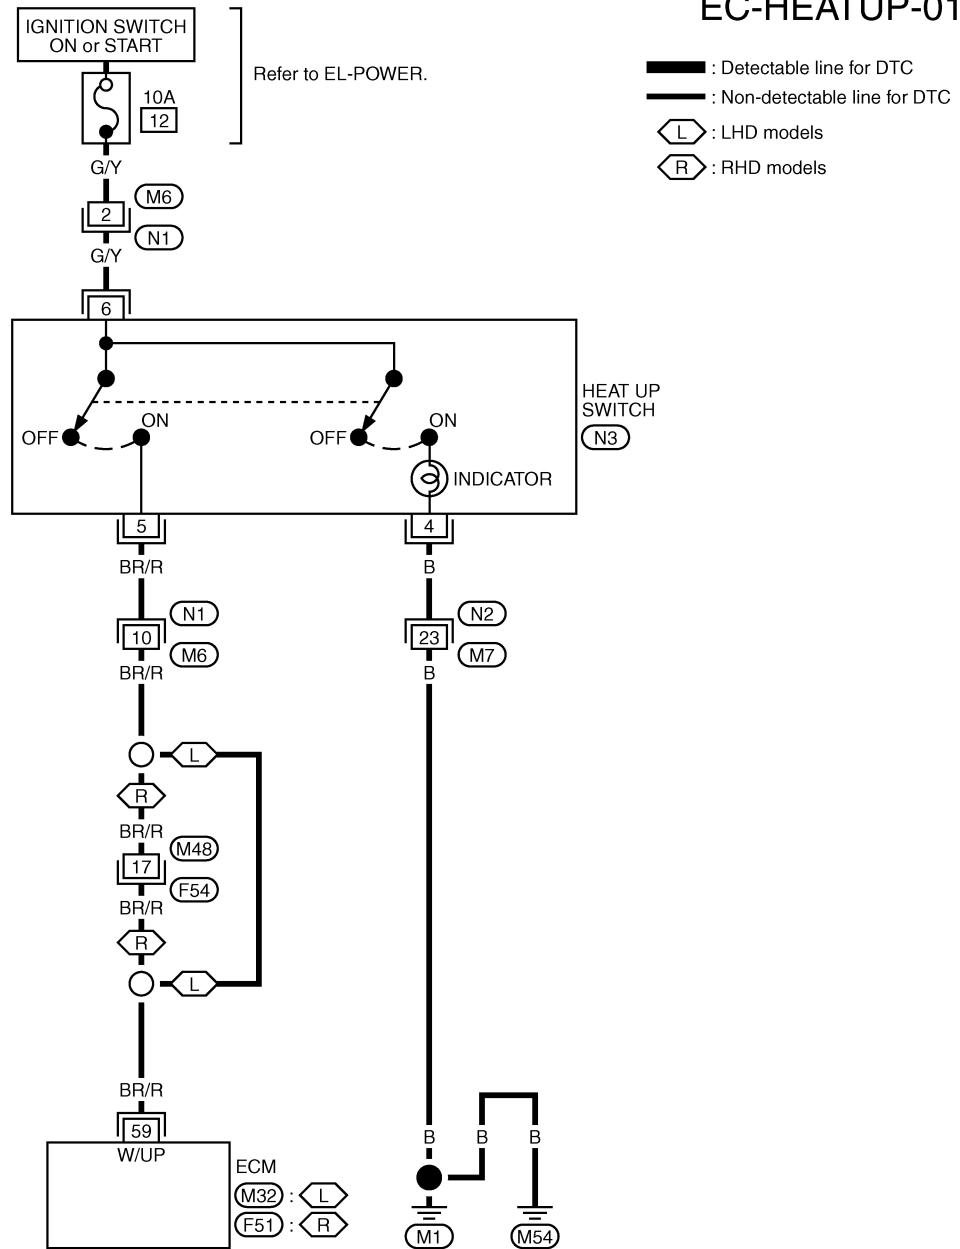 EC-HEATUP-01
IGNITION SWITCH
ON or START
Refer to EL-POWER.
10A
12
: Detectable line for DTC
: Non-detectable line for DTC
L : LHD models
R : RHD models
G/Y
M6
2
N1
G/Y
6
HEAT UP
SWITCH
N3
OFF ON
OFF ON
INDICATOR
5 4
BR/R B
N1 N2
10 23
M6 M7
BR/R B
L
R
BR/R
M48
17
F54
BR/R
R
L
BR/R
59
W/UP
B B B
ECM
M32 : L
F51 : R
M1 M54